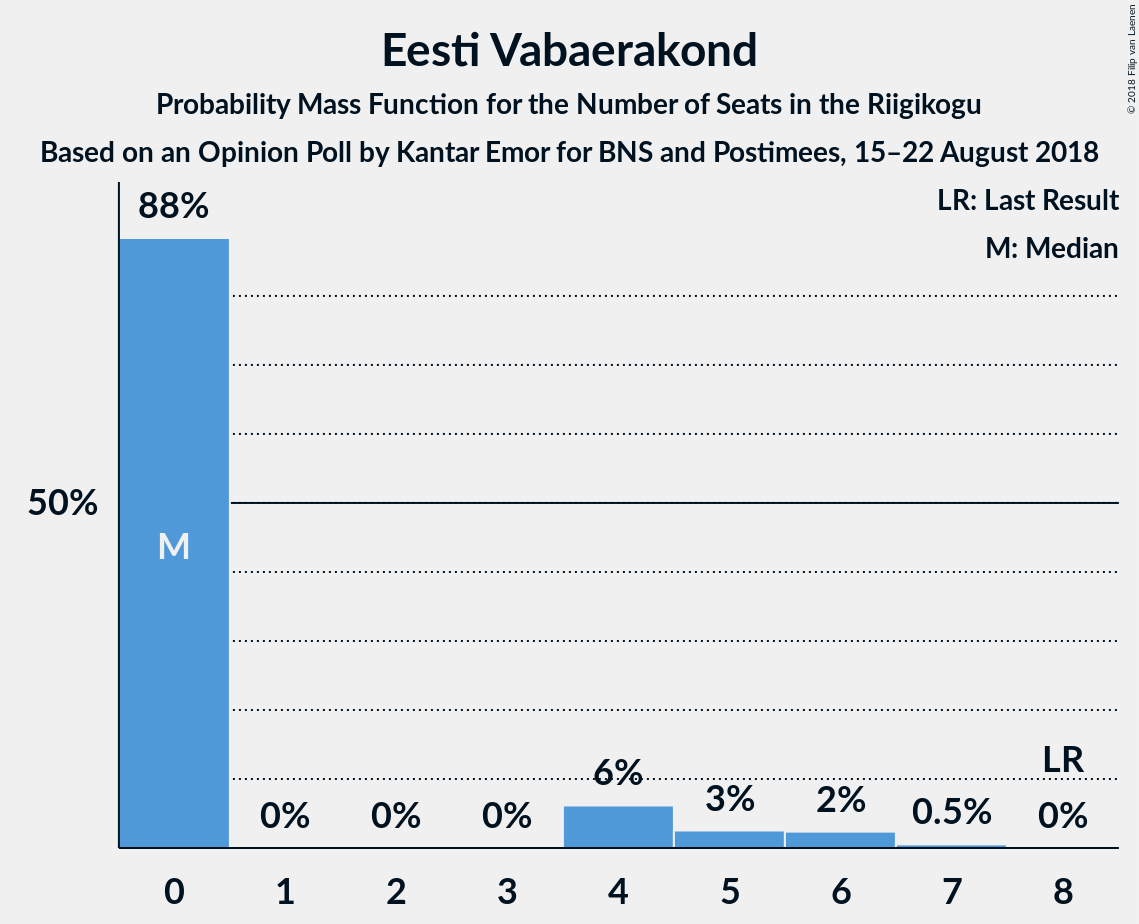 Eesti Vabaerakond
Probability Mass Function for the Number of Seats in the Riigikogu
Based on an Opinion Poll by Kantar Emor for BNS and Postimees, 15–22 August 2018
© 2018 Filip van Laenen
LR: Last Result
M: Median
88%
50%
M
0%
0%
0%
6%
3%
2%
0.5%
LR
0%
0 1 2 3 4 5 6 7 8